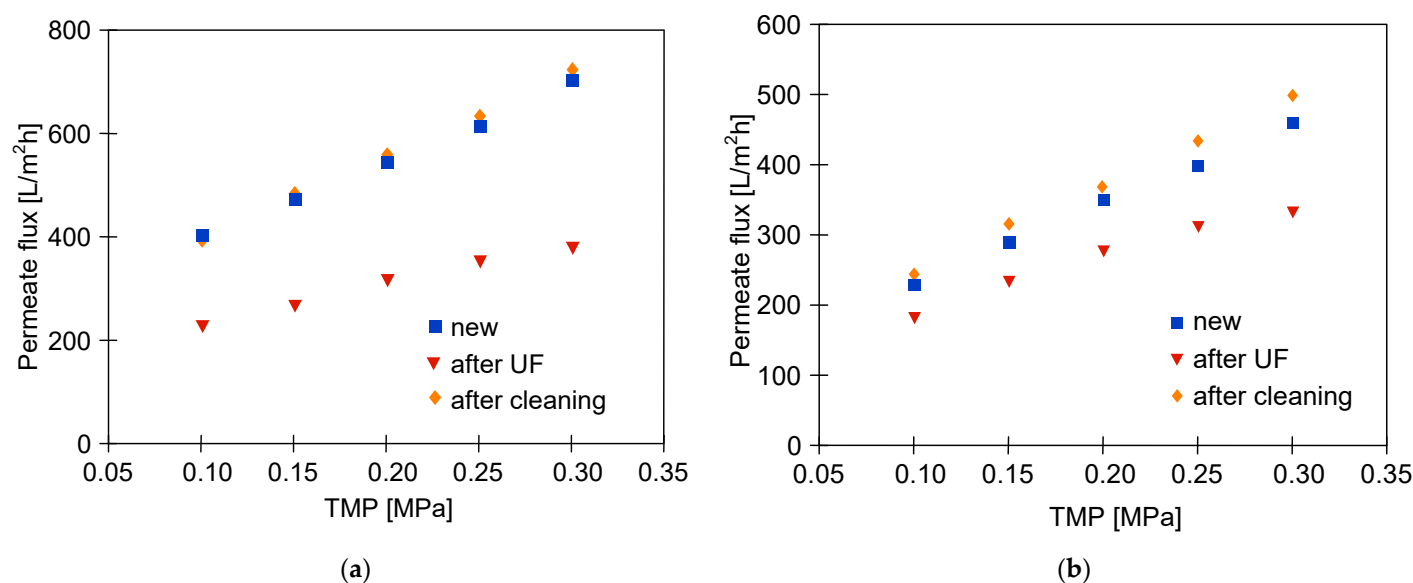 800
600
400
200
0
Permeate flux [L/m²h]
new
after UF
after cleaning
0.05 0.10 0.15 0.20 0.25 0.30 0.35
TMP [MPa]
(a)
600
500
400
300
200
100
0
Permeate flux [L/m²h]
new
after UF
after cleaning
0.05 0.10 0.15 0.20 0.25 0.30 0.35
TMP [MPa]
(b)